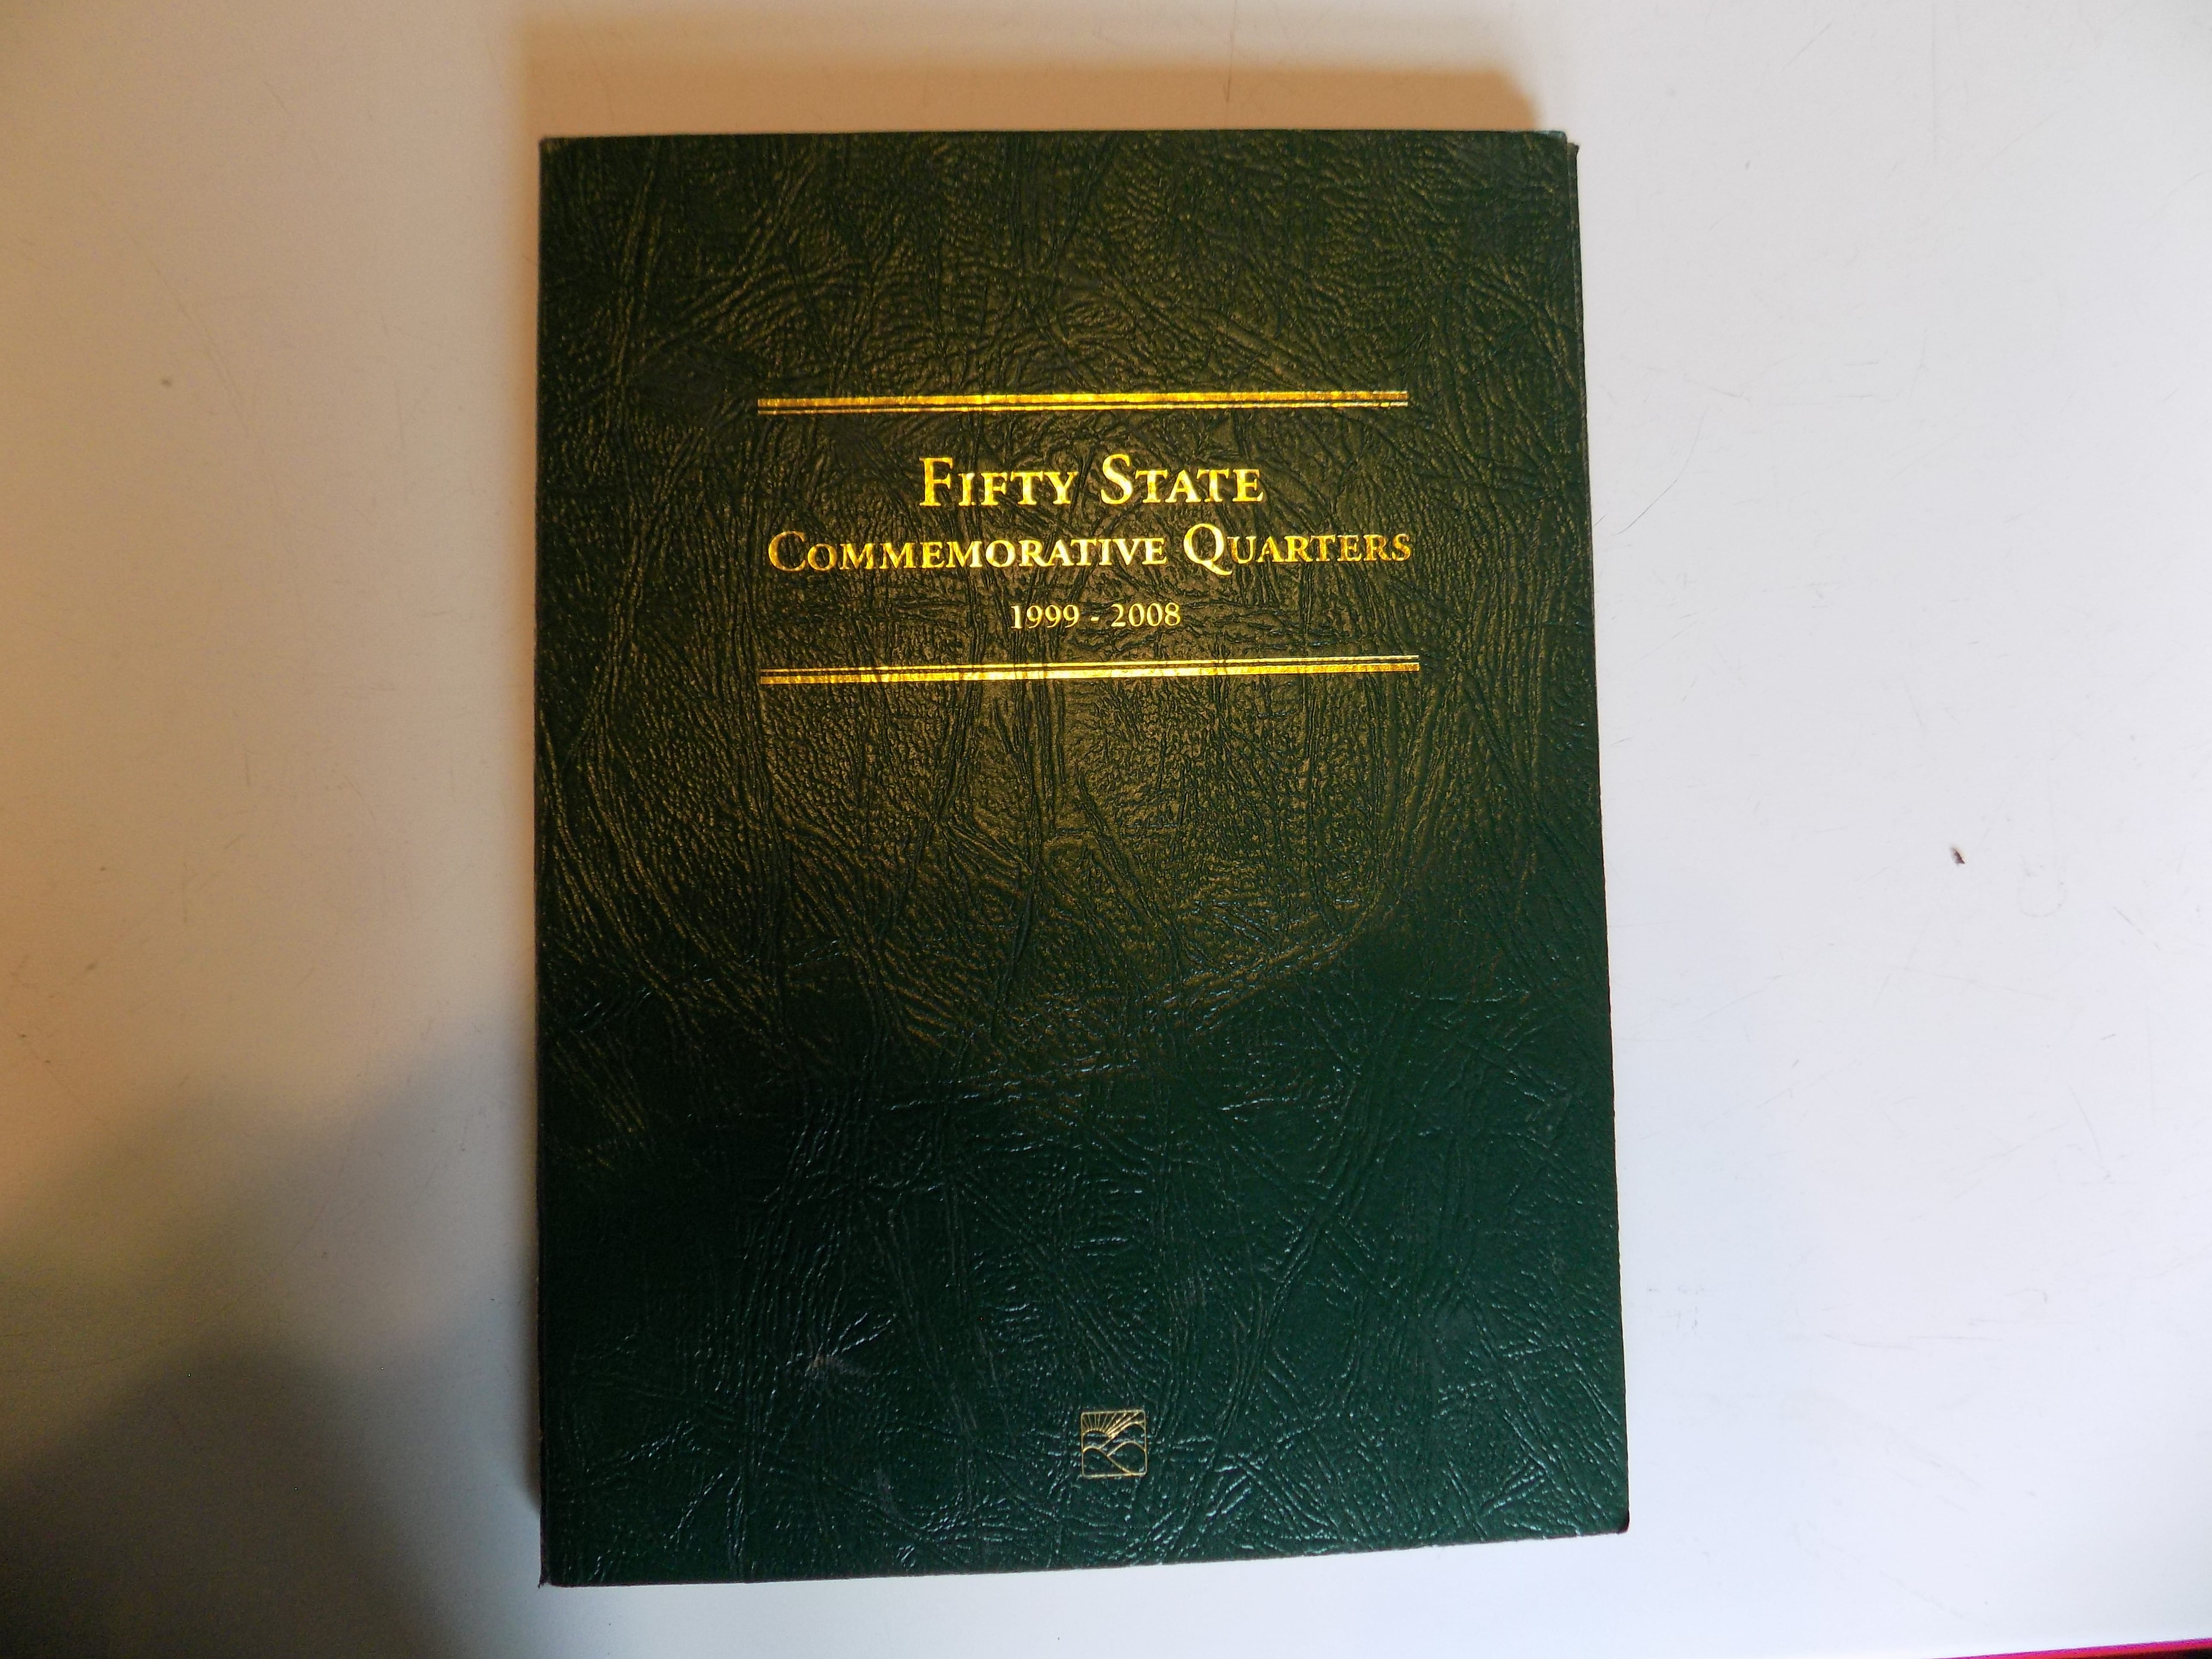 Fifty State
Commemorative Quarters
1999 - 2008